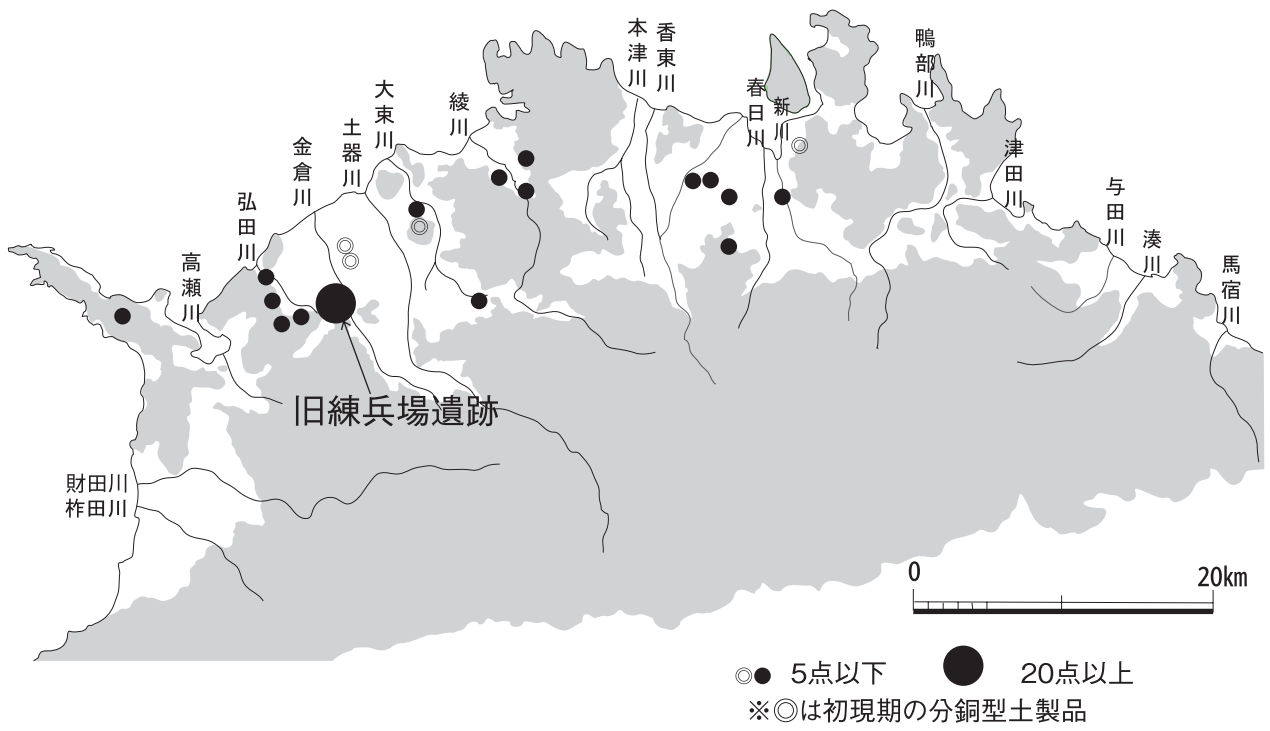 高瀬川
弘田川
金倉川
土器川
大束川
綾川
本津川
香東川
春日川
新川
鴨部川
津田川
与田川
湊川
馬宿川
旧練兵場遺跡
財田川
柞田川
0 20km
◎● 5点以下 ● 20点以上
※◎は初現期の分銅型土製品